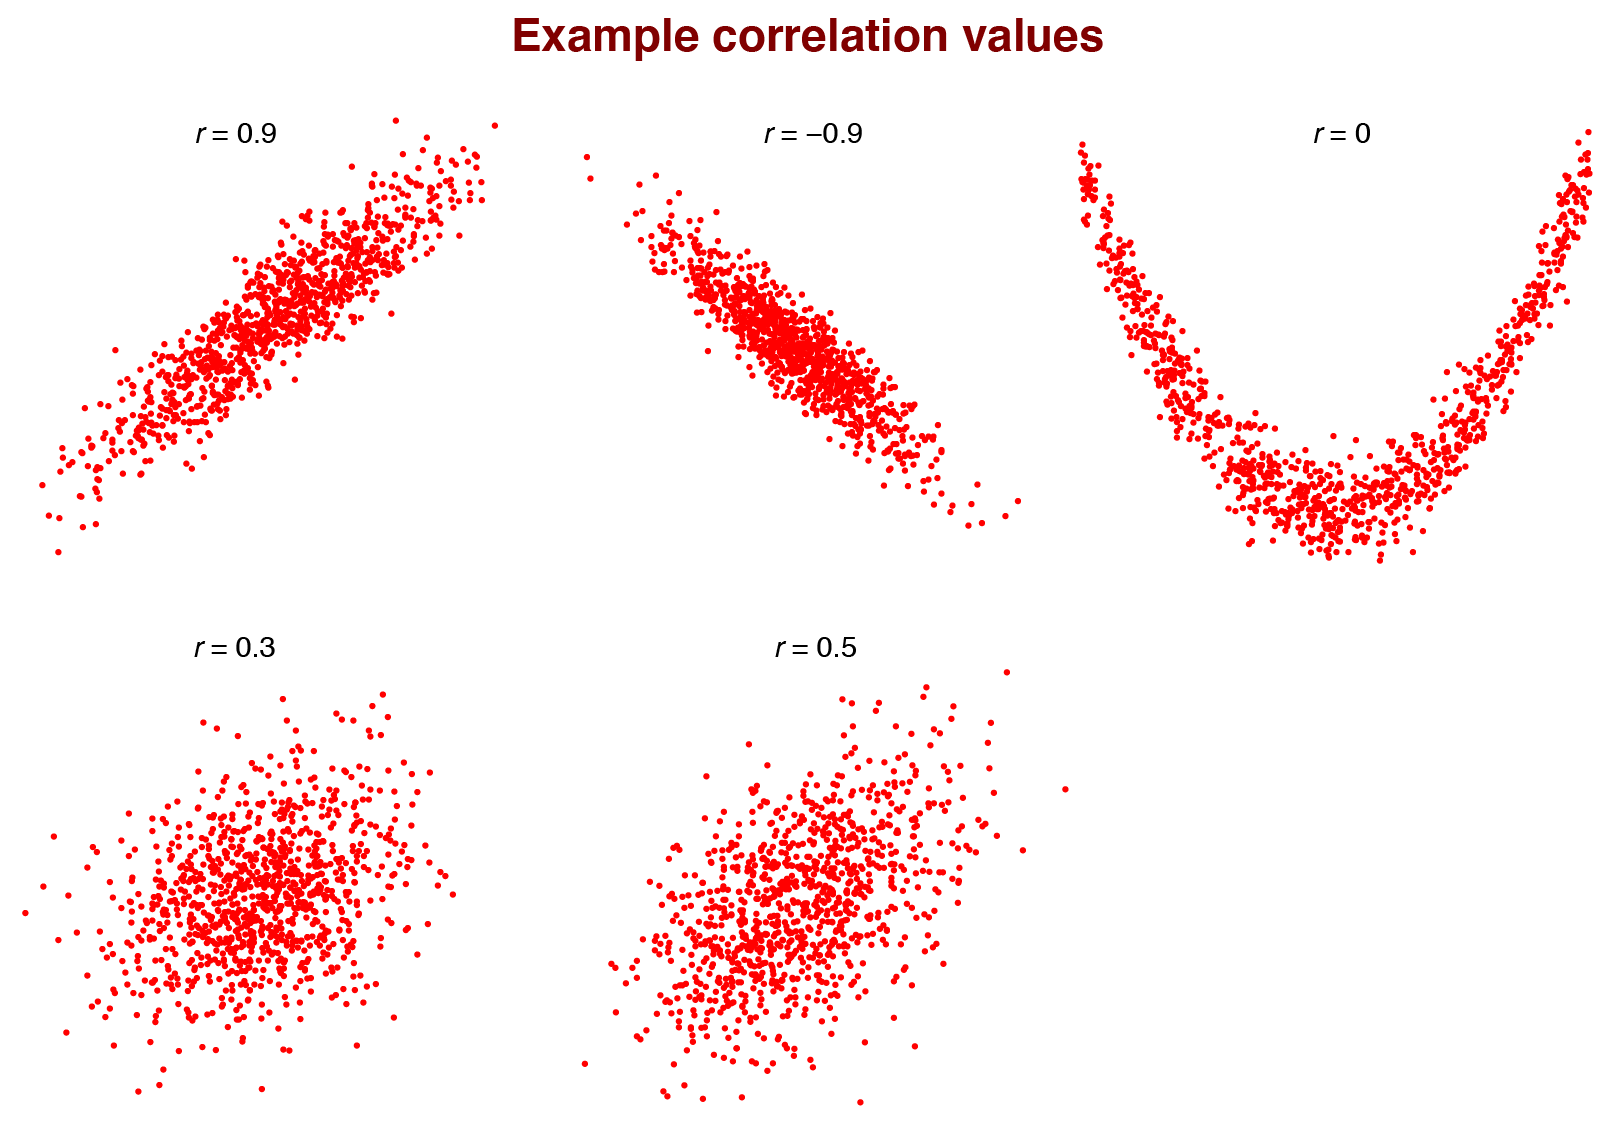 Example correlation values
r = 0.9
r = −0.9
r = 0
r = 0.3
r = 0.5